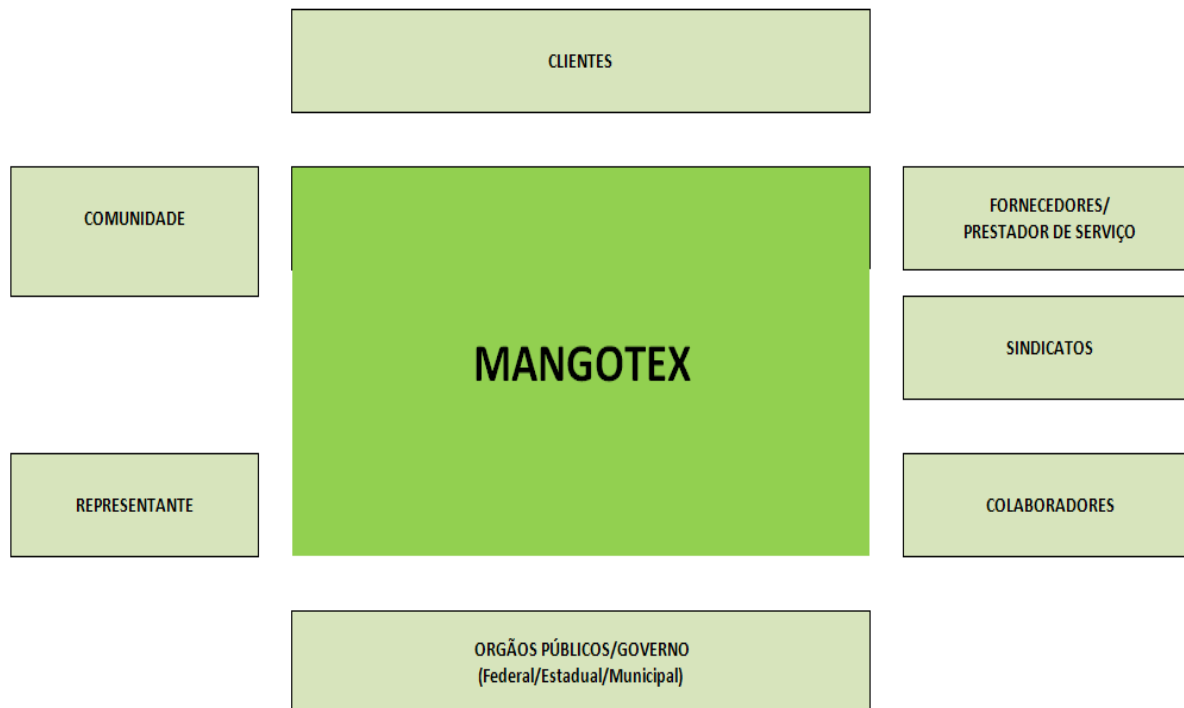 CLIENTES
COMUNIDADE
FORNECEDORES/
PRESTADOR DE SERVIÇO
MANGOTEX
SINDICATOS
REPRESENTANTE
COLABORADORES
ORGÃOS PÚBLICOS/GOVERNO
(Federal/Estadual/Municipal)